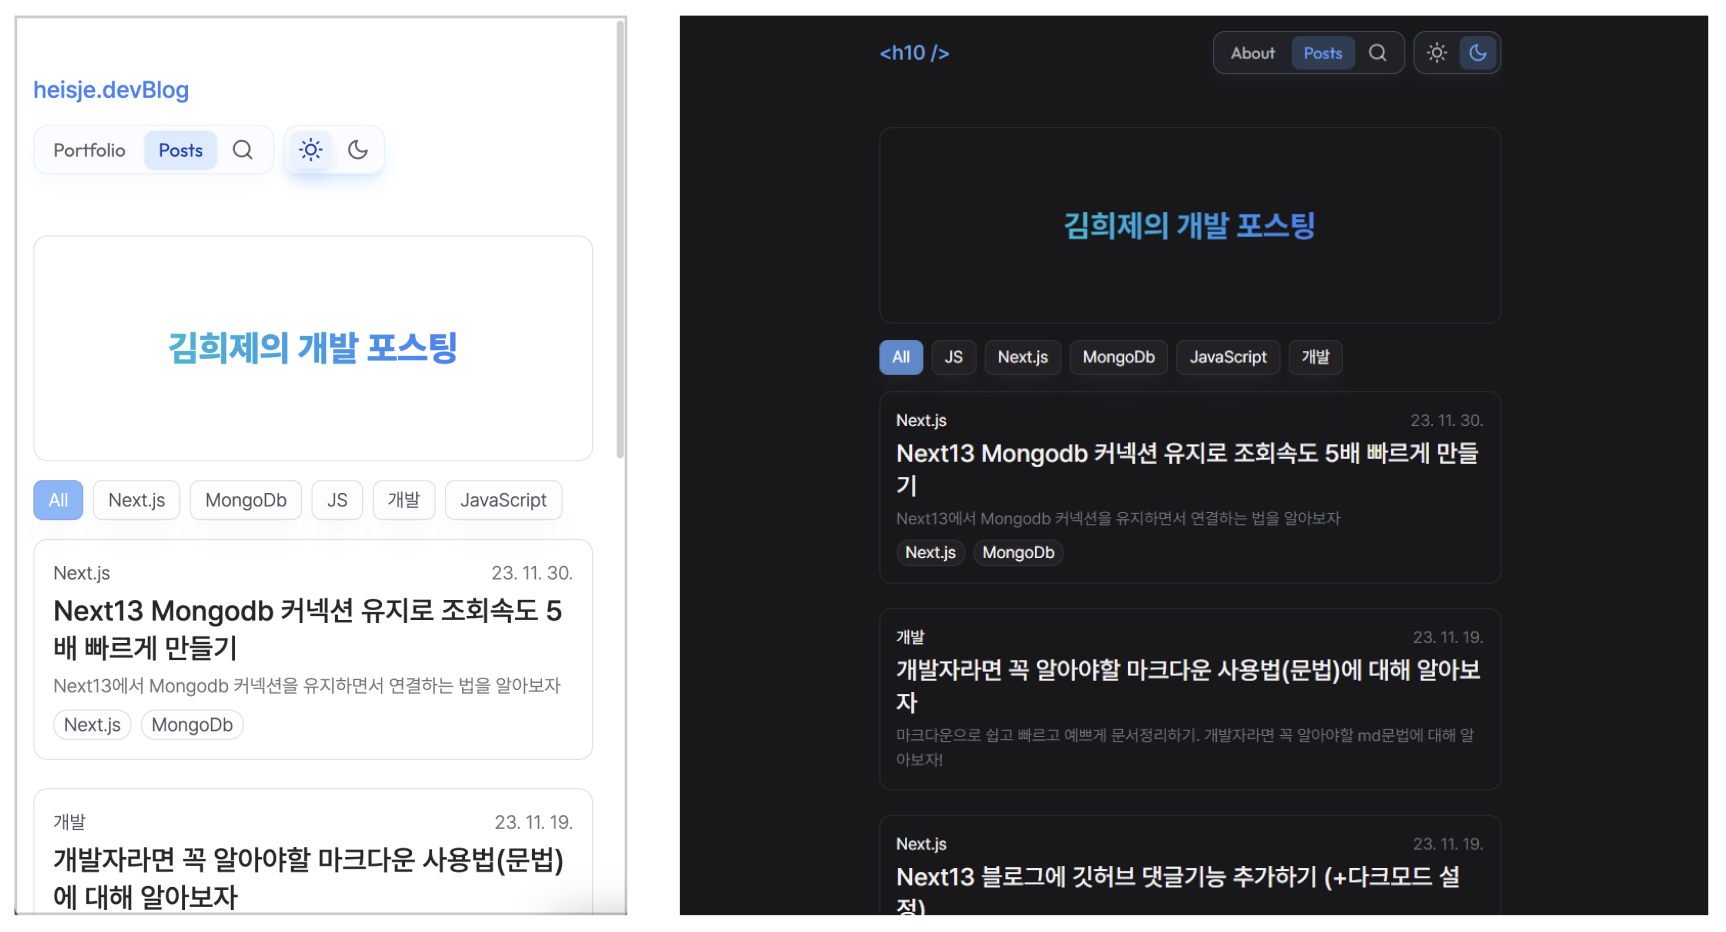 heisje.devBlog
Portfolio Posts
김희제의 개발 포스팅
All Next.js MongoDb JS 개발 JavaScript
Next.js 23. 11. 30.
Next13 Mongodb 커넥션 유지로 조회속도 5
배 빠르게 만들기
Next13에서 Mongodb 커넥션을 유지하면서 연결하는 법을 알아보자
Next.js MongoDb
개발 23. 11. 19.
개발자라면 꼭 알아야할 마크다운 사용법(문법)
에 대해 알아보자
<h10 />
About Posts
김희제의 개발 포스팅
All JS Next.js MongoDb JavaScript 개발
Next.js 23. 11. 30.
Next13 Mongodb 커넥션 유지로 조회속도 5배 빠르게 만들
기
Next13에서 Mongodb 커넥션을 유지하면서 연결하는 법을 알아보자
Next.js MongoDb
개발 23. 11. 19.
개발자라면 꼭 알아야할 마크다운 사용법(문법)에 대해 알아보
자
마크다운으로 쉽고 빠르고 예쁘게 문서정리하기. 개발자라면 꼭 알아야할 md문법에 대해 알
아보자!
Next.js 23. 11. 19.
Next13 블로그에 깃허브 댓글기능 추가하기 (+다크모드 설
정)